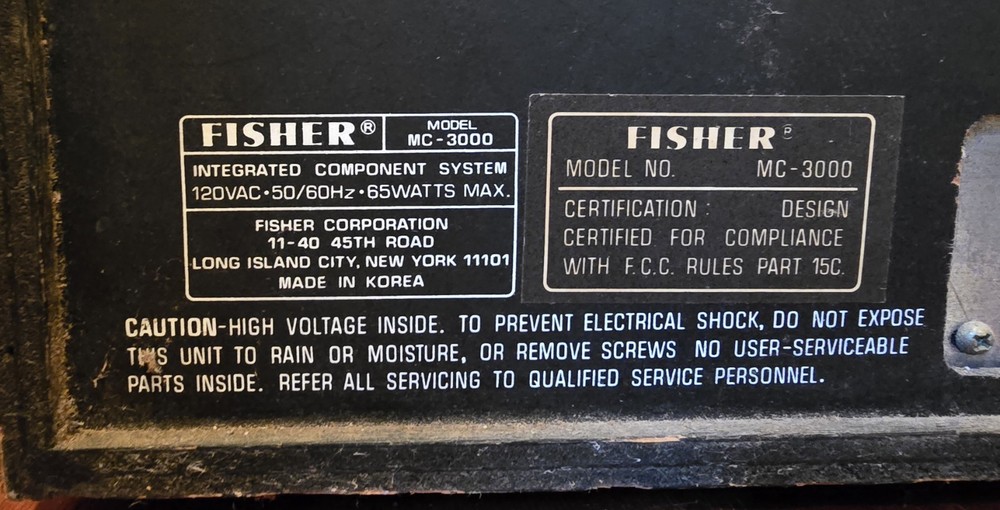 FISHER®
MODEL
MC-3000
INTEGRATED COMPONENT SYSTEM
120VAC•50/60Hz•65WATTS MAX.
FISHER CORPORATION
11-40 45TH ROAD
LONG ISLAND CITY, NEW YORK 11101
MADE IN KOREA
FISHER®
MODEL NO. MC-3000
CERTIFICATION : DESIGN
CERTIFIED FOR COMPLIANCE
WITH F.C.C. RULES PART 15C.
CAUTION-HIGH VOLTAGE INSIDE. TO PREVENT ELECTRICAL SHOCK, DO NOT EXPOSE
THIS UNIT TO RAIN OR MOISTURE, OR REMOVE SCREWS NO USER-SERVICEABLE
PARTS INSIDE. REFER ALL SERVICING TO QUALIFIED SERVICE PERSONNEL.